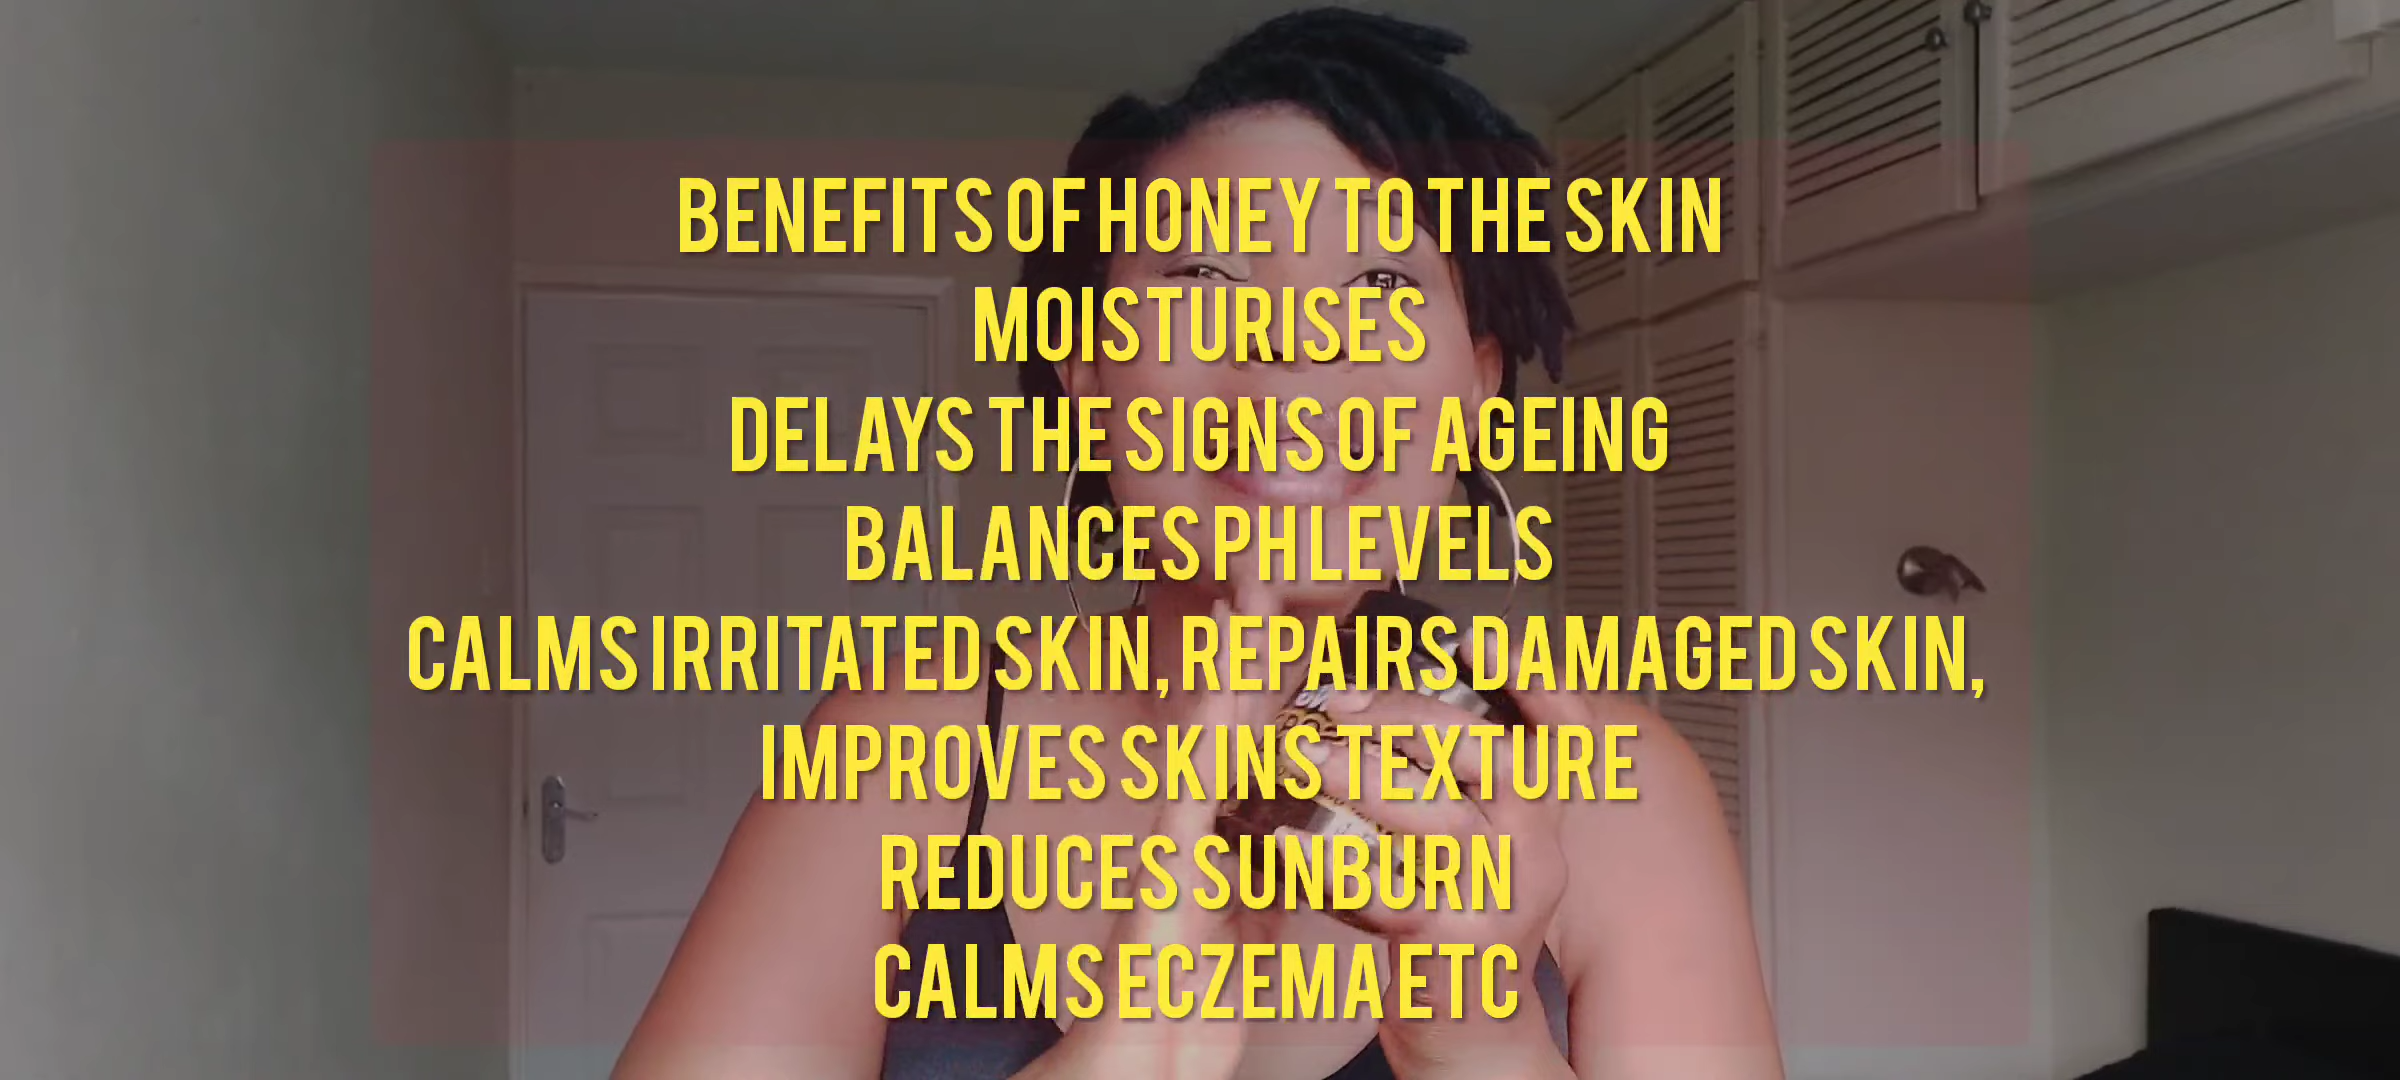 BENEFITS OF HONEY TO THE SKIN
MOISTURISES
DELAYS THE SIGNS OF AGEING
BALANCES PH LEVELS
CALMS IRRITATED SKIN, REPAIRS DAMAGED SKIN,
IMPROVES SKINS TEXTURE
REDUCES SUNBURN
CALMS ECZEMA ETC